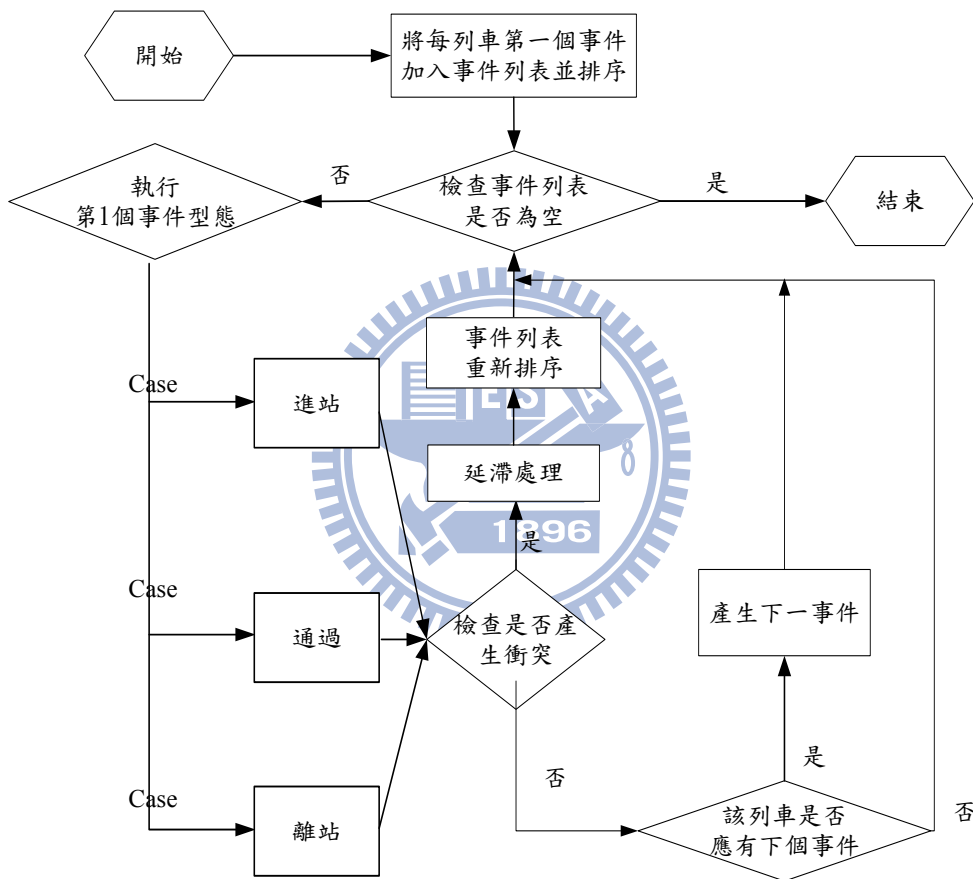 開始
將每列車第一個事件
加入事件列表並排序
執行
第1個事件型態
否
檢查事件列表
是否為空
是
結束
事件列表
重新排序
Case
進站
E S A
延滯處理
1896
是
Case
通過
檢查是否產
生衝突
產生下一事件
否
是
Case
離站
該列車是否
應有下個事件
否